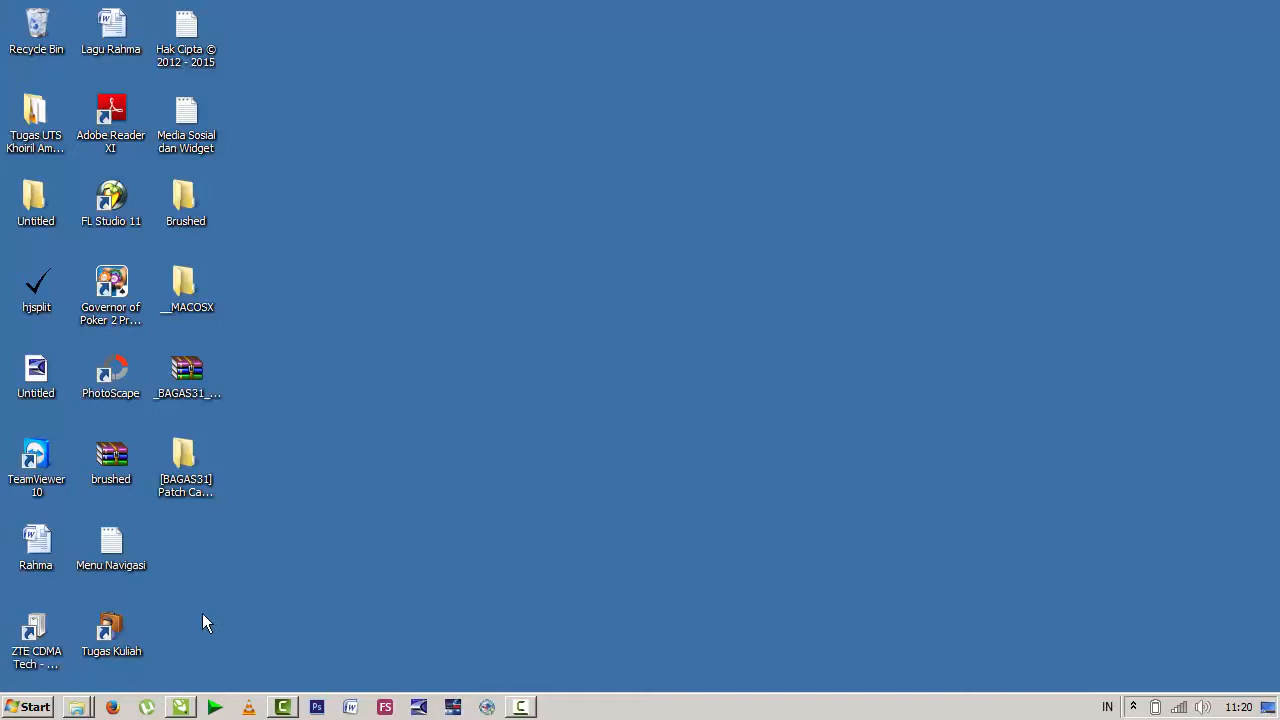 Recycle Bin
Lagu Rahma
Hak Cipta ©
2012 - 2015
Tugas UTS
Khoiril Am...
Adobe Reader
XI
Media Sosial
dan Widget
Untitled
FL Studio 11
Brushed
hjsplit
Governor of
Poker 2 Pr...
__MACOSX
Untitled
PhotoScape
_BAGAS31_...
TeamViewer
10
brushed
[BAGAS31]
Patch Ca...
Rahma
Menu Navigasi
ZTE CDMA
Tech - ...
Tugas Kuliah
Start
Ps
W
FS
C
IN
11:20